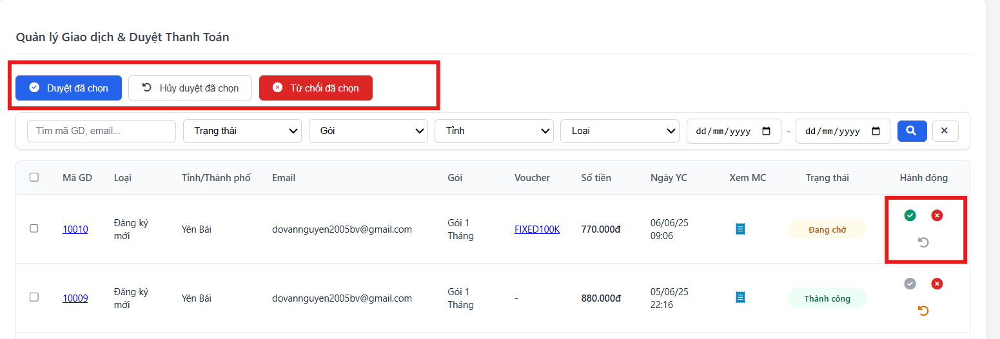 Quản lý Giao dịch & Duyệt Thanh Toán
Duyệt đã chọn Hủy duyệt đã chọn Từ chối đã chọn
Tìm mã GD, email... Trạng thái Gói Tỉnh Loại dd/mm/yyyy - dd/mm/yyyy
Mã GD Loại Tỉnh/Thành phố Email Gói Voucher Số tiền Ngày YC Xem MC Trạng thái Hành động
10010 Đăng ký mới Yên Bái dovannguyen2005bv@gmail.com Gói 1 Tháng FIXED100K 770.000đ 06/06/25 09:06 Đang chờ
10009 Đăng ký mới Yên Bái dovannguyen2005bv@gmail.com Gói 1 Tháng - 880.000đ 05/06/25 22:16 Thành công